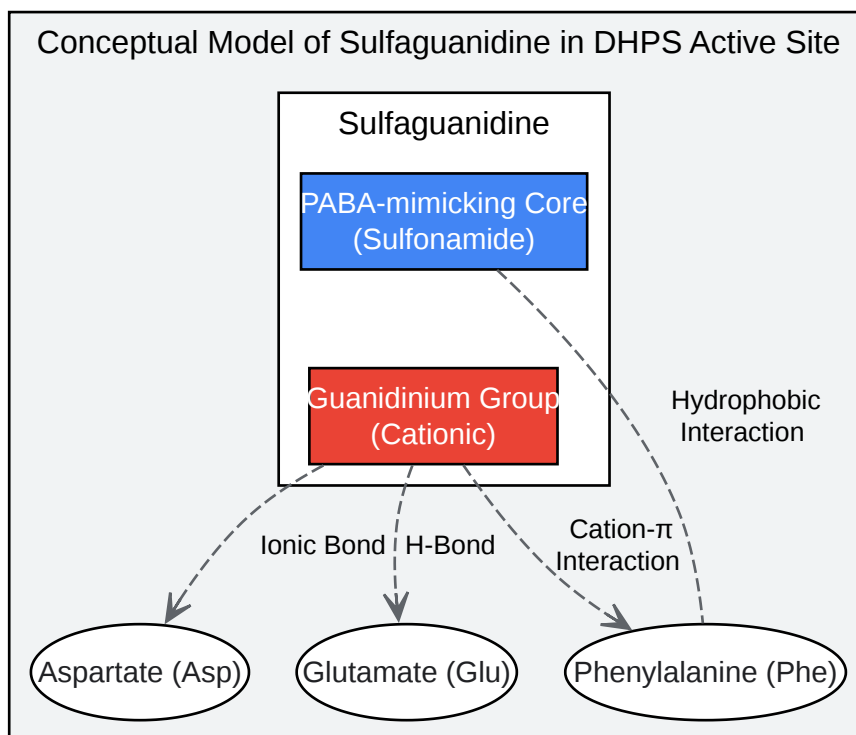 Conceptual Model of Sulfaguanidine in DHPS Active Site
Sulfaguanidine
PABA-mimicking Core
(Sulfonamide)
Guanidinium Group
(Cationic)
Hydrophobic
Interaction
Ionic Bond
H-Bond
Cation-π
Interaction
Aspartate (Asp)
Glutamate (Glu)
Phenylalanine (Phe)